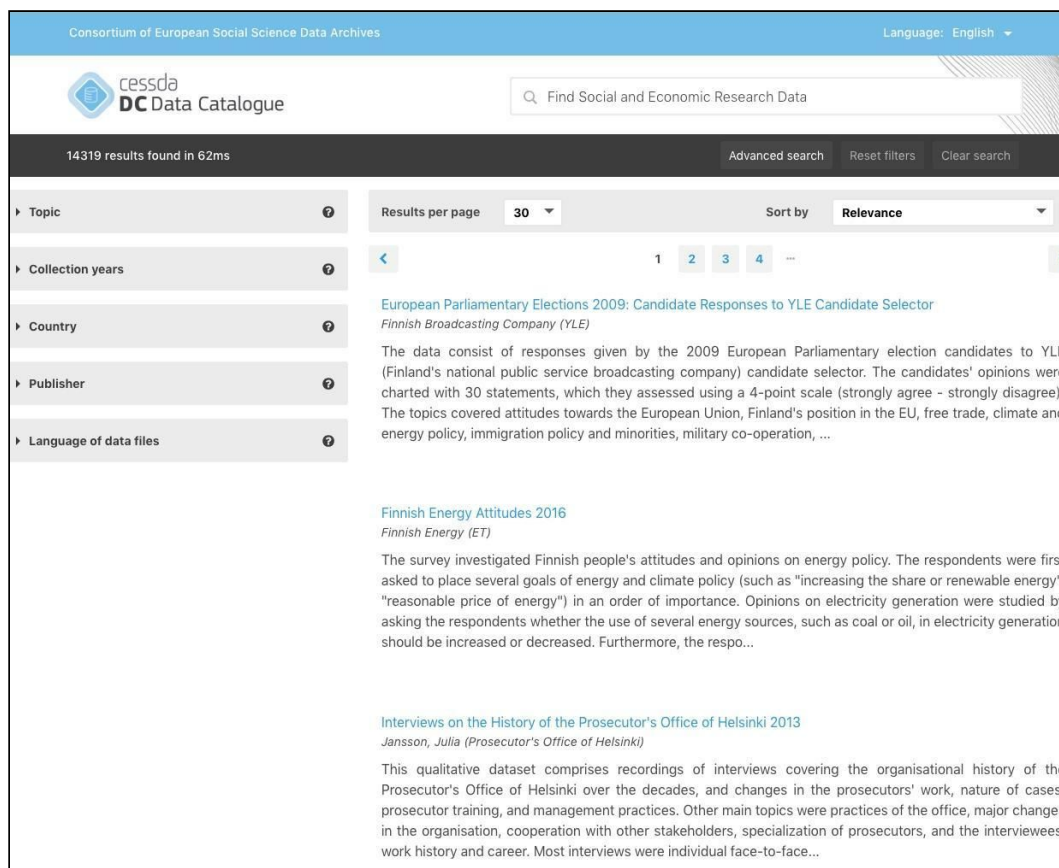 Consortium of European Social Science Data Archives
Language: English
cessda
DC Data Catalogue
Find Social and Economic Research Data
14319 results found in 62ms
Advanced search
Reset filters
Clear search
Topic
Collection years
Country
Publisher
Language of data files
Results per page
30
Sort by
Relevance
1 2 3 4 ...
European Parliamentary Elections 2009: Candidate Responses to YLE Candidate Selector
Finnish Broadcasting Company (YLE)
The data consist of responses given by the 2009 European Parliamentary election candidates to
(Finland's national public service broadcasting company) candidate selector. The candidates' opinions
charted with 30 statements, which they assessed using a 4-point scale (strongly agree - strongly disagree)
The topics covered attitudes towards the European Union, Finland's position in the EU, free trade, climate
energy policy, immigration policy and minorities, military co-operation, ...
Finnish Energy Attitudes 2016
Finnish Energy (ET)
The survey investigated Finnish people's attitudes and opinions on energy policy. The respondents were
asked to place several goals of energy and climate policy (such as "increasing the share or renewable energy"
"reasonable price of energy") in an order of importance. Opinions on electricity generation were studied
asking the respondents whether the use of several energy sources, such as coal or oil, in electricity generation
should be increased or decreased. Furthermore, the respo...
Interviews on the History of the Prosecutor's Office of Helsinki 2013
Jansson, Julia (Prosecutor's Office of Helsinki)
This qualitative dataset comprises recordings of interviews covering the organisational history of
Prosecutor's Office of Helsinki over the decades, and changes in the prosecutors' work, nature of cases
prosecutor training, and management practices. Other main topics were practices of the office, major
in the organisation, cooperation with other stakeholders, specialization of prosecutors, and the interviewees
work history and career. Most interviews were individual face-to-face...